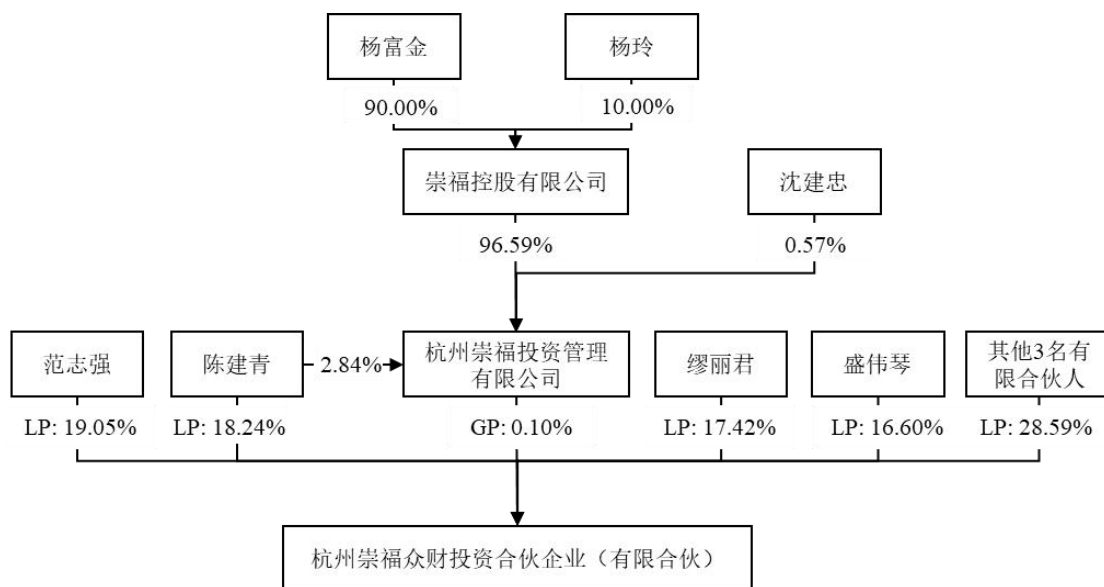 杨富金
杨玲
90.00%
10.00%
崇福控股有限公司
沈建忠
96.59%
0.57%
范志强
陈建青
2.84%
杭州崇福投资管理
有限公司
缪丽君
盛伟琴
其他3名有
限合伙人
LP: 19.05%
LP: 18.24%
GP: 0.10%
LP: 17.42%
LP: 16.60%
LP: 28.59%
杭州崇福众财投资合伙企业（有限合伙）